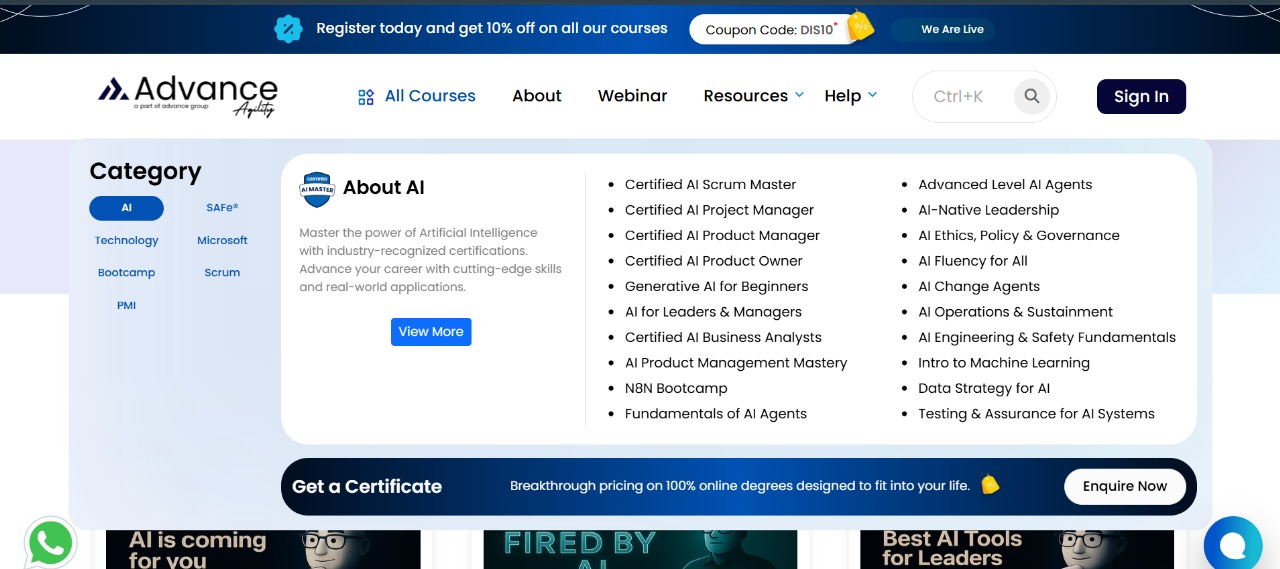 Register today and get 10% off on all our courses
Coupon Code: DIS10*
We Are Live
Advance
a part of advance group
Agility
All Courses
About
Webinar
Resources
Help
Ctrl+K
Sign In
Category
AI
SAFe®
Technology
Microsoft
Bootcamp
Scrum
PMI
CERTIFIED
AI MASTER
About AI
Master the power of Artificial Intelligence
with industry-recognized certifications.
Advance your career with cutting-edge skills
and real-world applications.
View More
Certified AI Scrum Master
Certified AI Project Manager
Certified AI Product Manager
Certified AI Product Owner
Generative AI for Beginners
AI for Leaders & Managers
Certified AI Business Analysts
AI Product Management Mastery
N8N Bootcamp
Fundamentals of AI Agents
Advanced Level AI Agents
AI-Native Leadership
AI Ethics, Policy & Governance
AI Fluency for All
AI Change Agents
AI Operations & Sustainment
AI Engineering & Safety Fundamentals
Intro to Machine Learning
Data Strategy for AI
Testing & Assurance for AI Systems
Get a Certificate
Breakthrough pricing on 100% online degrees designed to fit into your life.
Enquire Now
AI is coming
for you
FIRED BY
AI
Best AI Tools
for Leaders